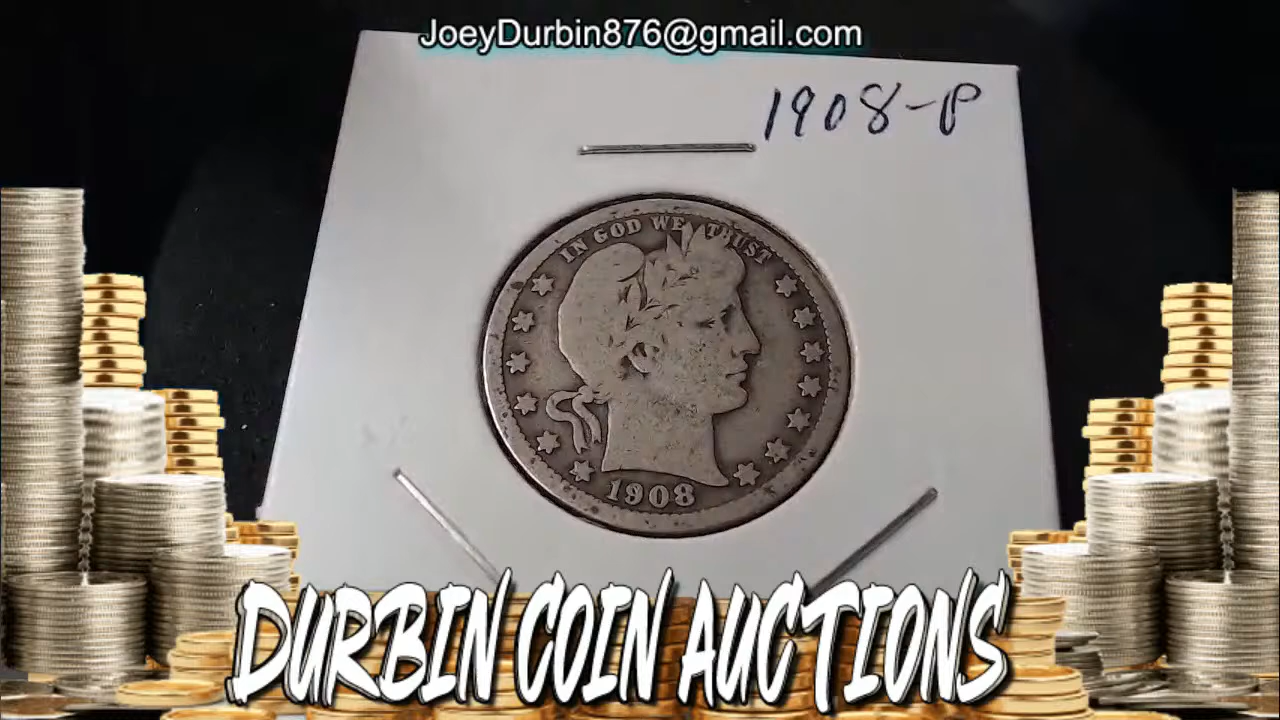 JoeyDurbin876@gmail.com
1908-P
IN GOD WE TRUST
1908
DURBIN COIN AUCTIONS